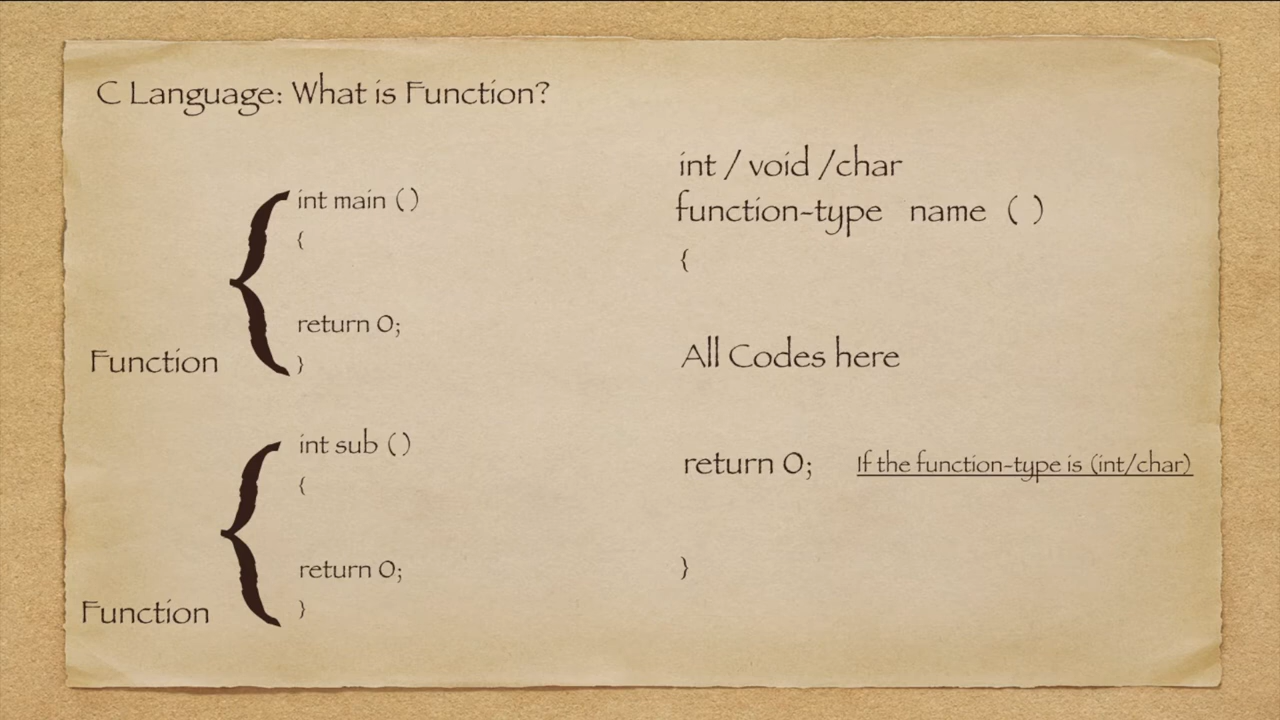 C Language: What is Function?
int main ( )
{
return 0;
}
Function
int sub ( )
{
return 0;
}
Function
int / void /char
function-type name ( )
{
All Codes here
return 0; If the function-type is (int/char)
}